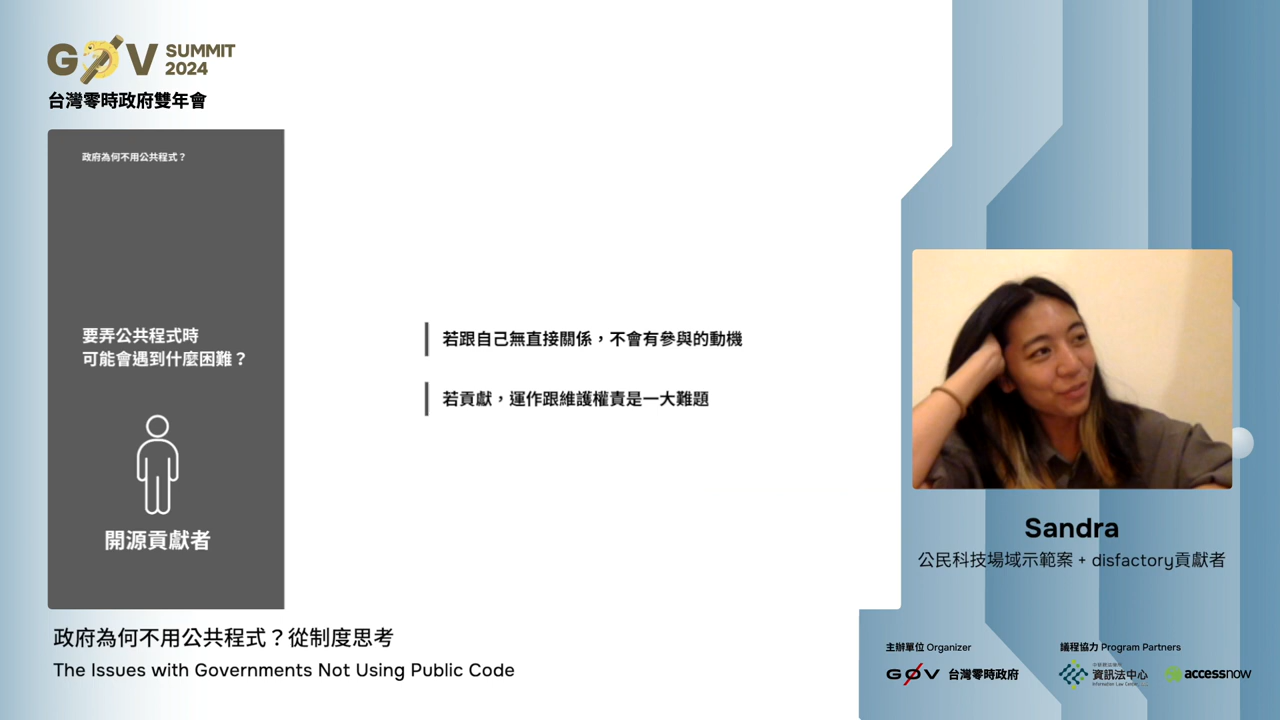 GØV SUMMIT 2024
台灣零時政府雙年會
政府為何不用公共程式？
要弄公共程式時
可能會遇到什麼困難？
開源貢獻者
若跟自己無直接關係，不會有參與的動機
若貢獻，運作跟維護權責是一大難題
Sandra
公民科技場域示範案 + disfactory貢獻者
政府為何不用公共程式？從制度思考
The Issues with Governments Not Using Public Code
主辦單位 Organizer
GØV 台灣零時政府
議程協力 Program Partners
資訊法中心
Information Law Center
accessnow